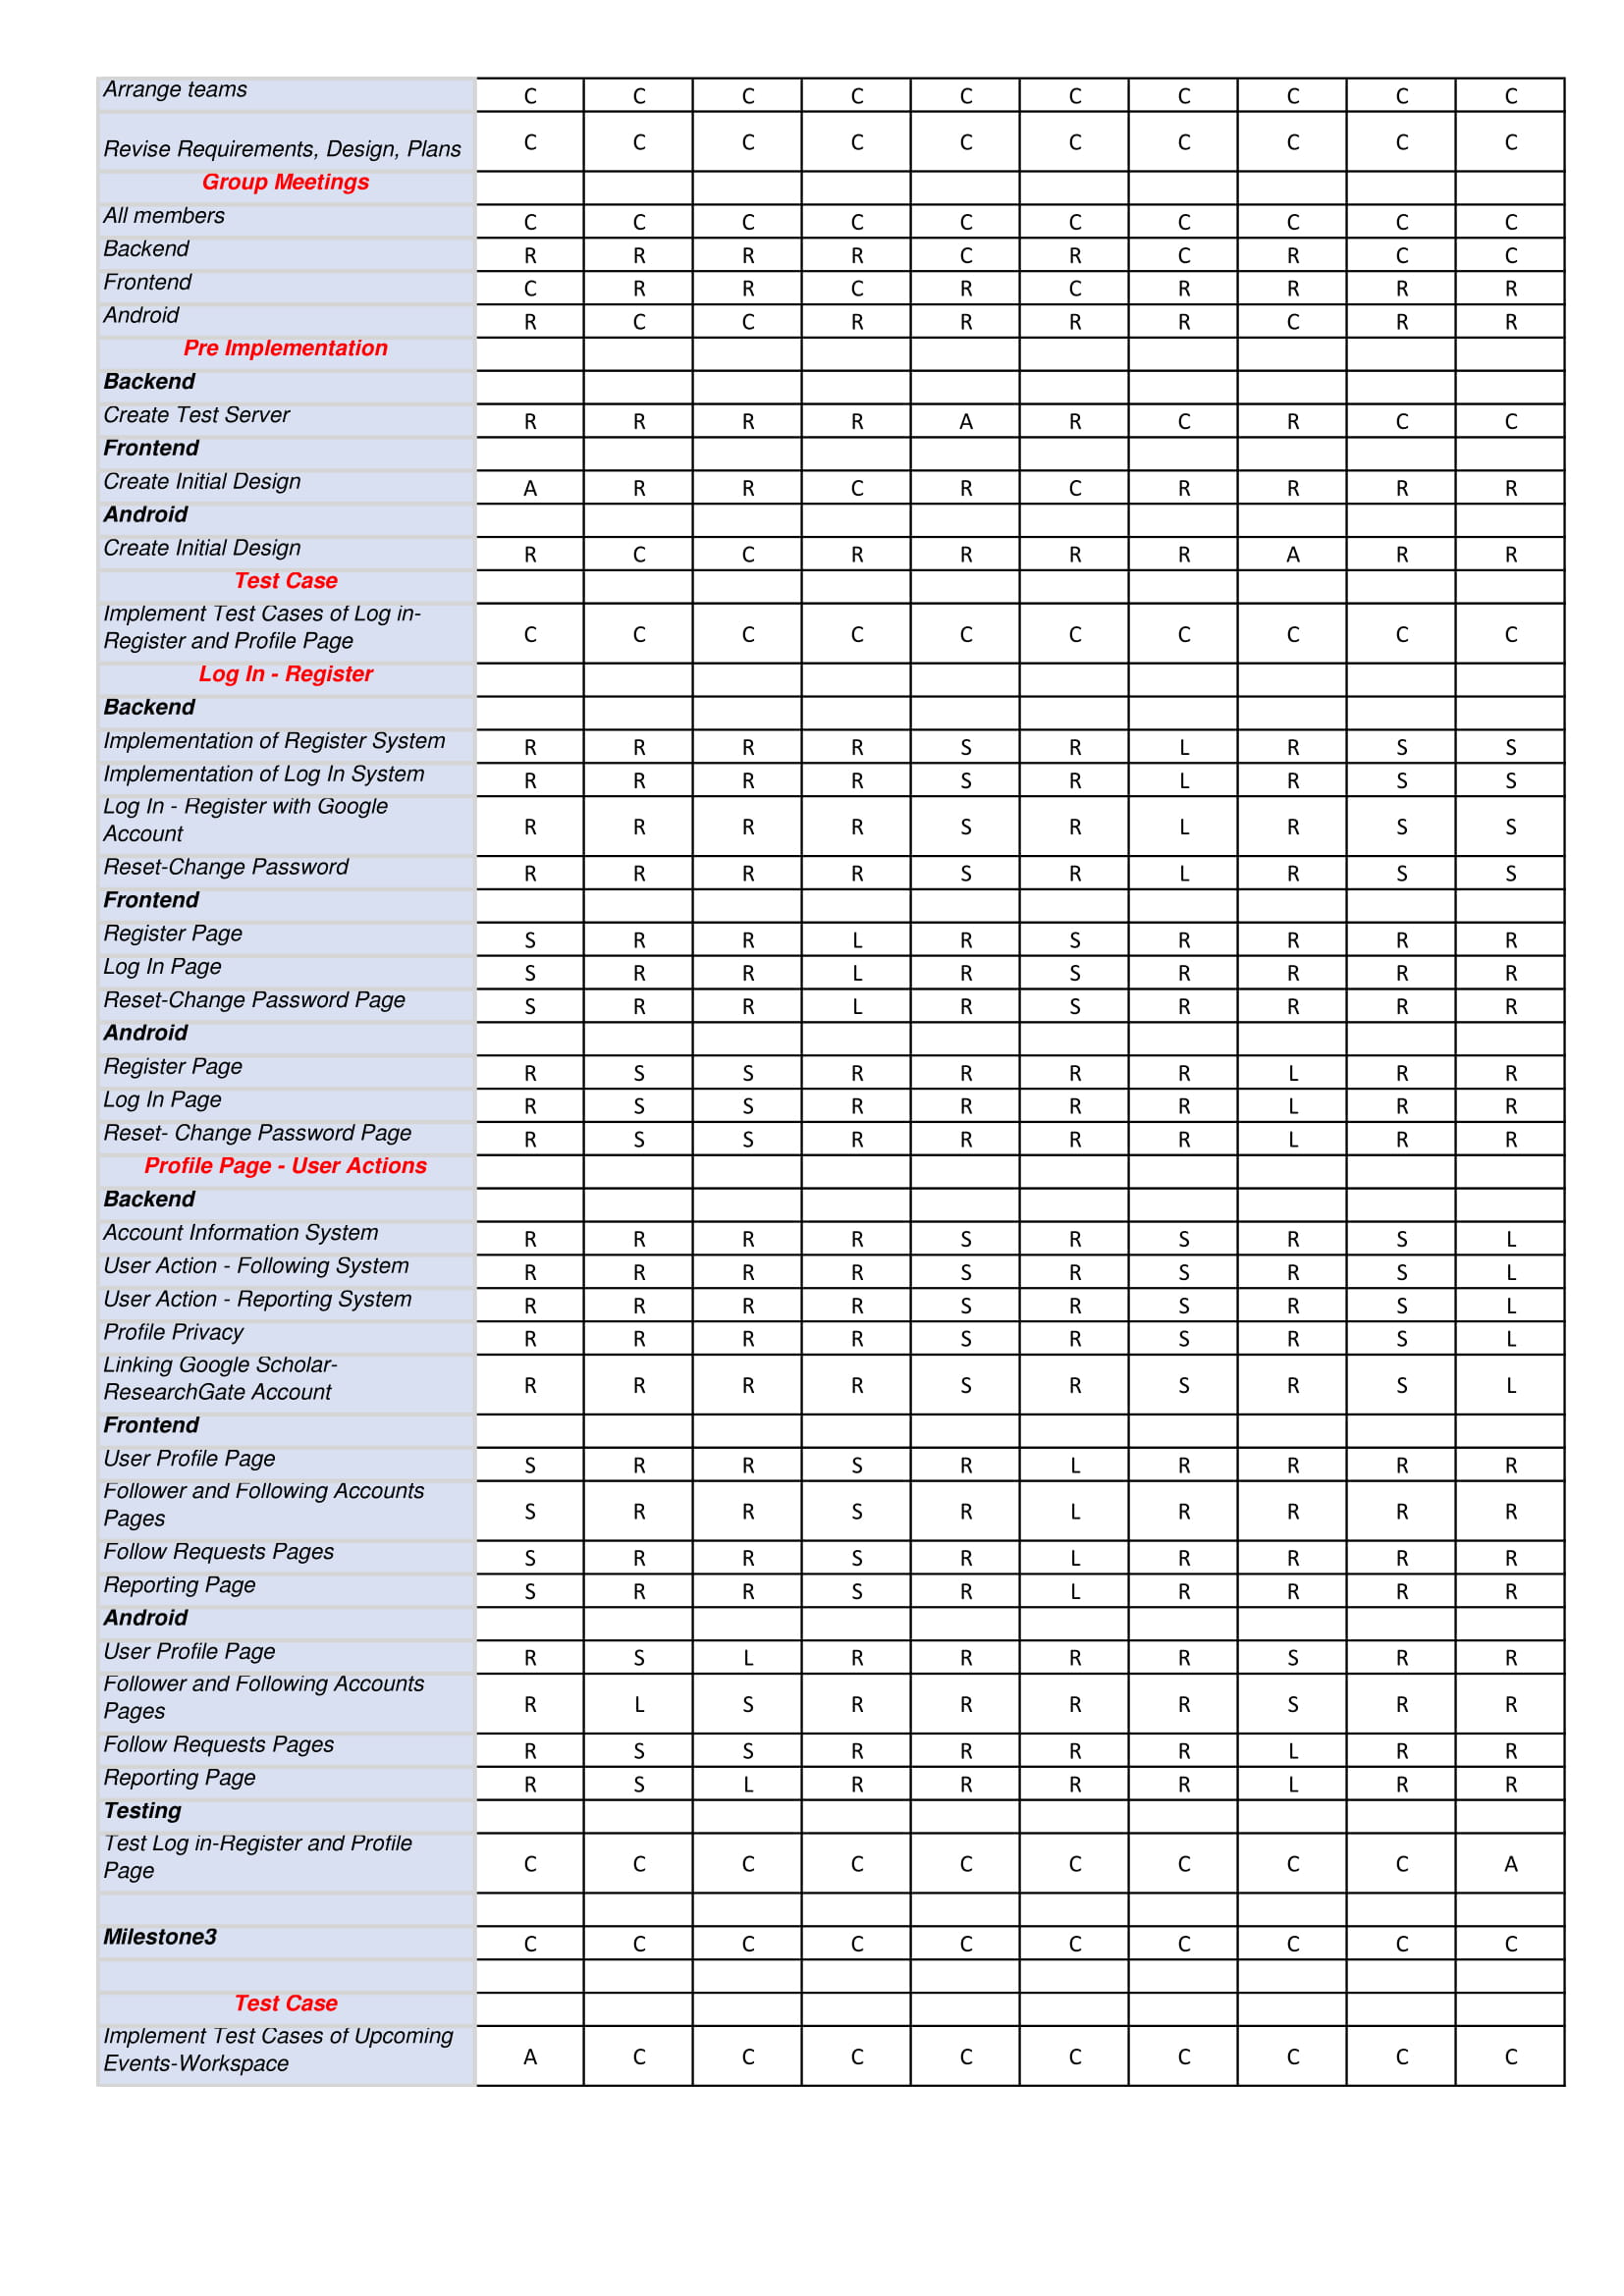 Arrange teams C C C C C C C C C C
Revise Requirements, Design, Plans C C C C C C C C C C
Group Meetings
All members C C C C C C C C C C
Backend R R R R C R C R C C
Frontend C R R C R C R R R R
Android R C C R R R R C R R
Pre Implementation
Backend
Create Test Server R R R R A R C R C C
Frontend
Create Initial Design A R R C R C R R R R
Android
Create Initial Design R C C R R R R A R R
Test Case
Implement Test Cases of Log in-
Register and Profile Page C C C C C C C C C C
Log In - Register
Backend
Implementation of Register System R R R R S R L R S S
Implementation of Log In System R R R R S R L R S S
Log In - Register with Google
Account R R R R S R L R S S
Reset-Change Password R R R R S R L R S S
Frontend
Register Page S R R L R S R R R R
Log In Page S R R L R S R R R R
Reset-Change Password Page S R R L R S R R R R
Android
Register Page R S S R R R R L R R
Log In Page R S S R R R R L R R
Reset- Change Password Page R S S R R R R L R R
Profile Page - User Actions
Backend
Account Information System R R R R S R S R S L
User Action - Following System R R R R S R S R S L
User Action - Reporting System R R R R S R S R S L
Profile Privacy R R R R S R S R S L
Linking Google Scholar-
ResearchGate Account R R R R S R S R S L
Frontend
User Profile Page S R R S R L R R R R
Follower and Following Accounts
Pages S R R S R L R R R R
Follow Requests Pages S R R S R L R R R R
Reporting Page S R R S R L R R R R
Android
User Profile Page R S L R R R R S R R
Follower and Following Accounts
Pages R L S R R R R S R R
Follow Requests Pages R S S R R R R L R R
Reporting Page R S L R R R R L R R
Testing
Test Log in-Register and Profile
Page C C C C C C C C C A
Milestone3 C C C C C C C C C C
Test Case
Implement Test Cases of Upcoming
Events-Workspace A C C C C C C C C C